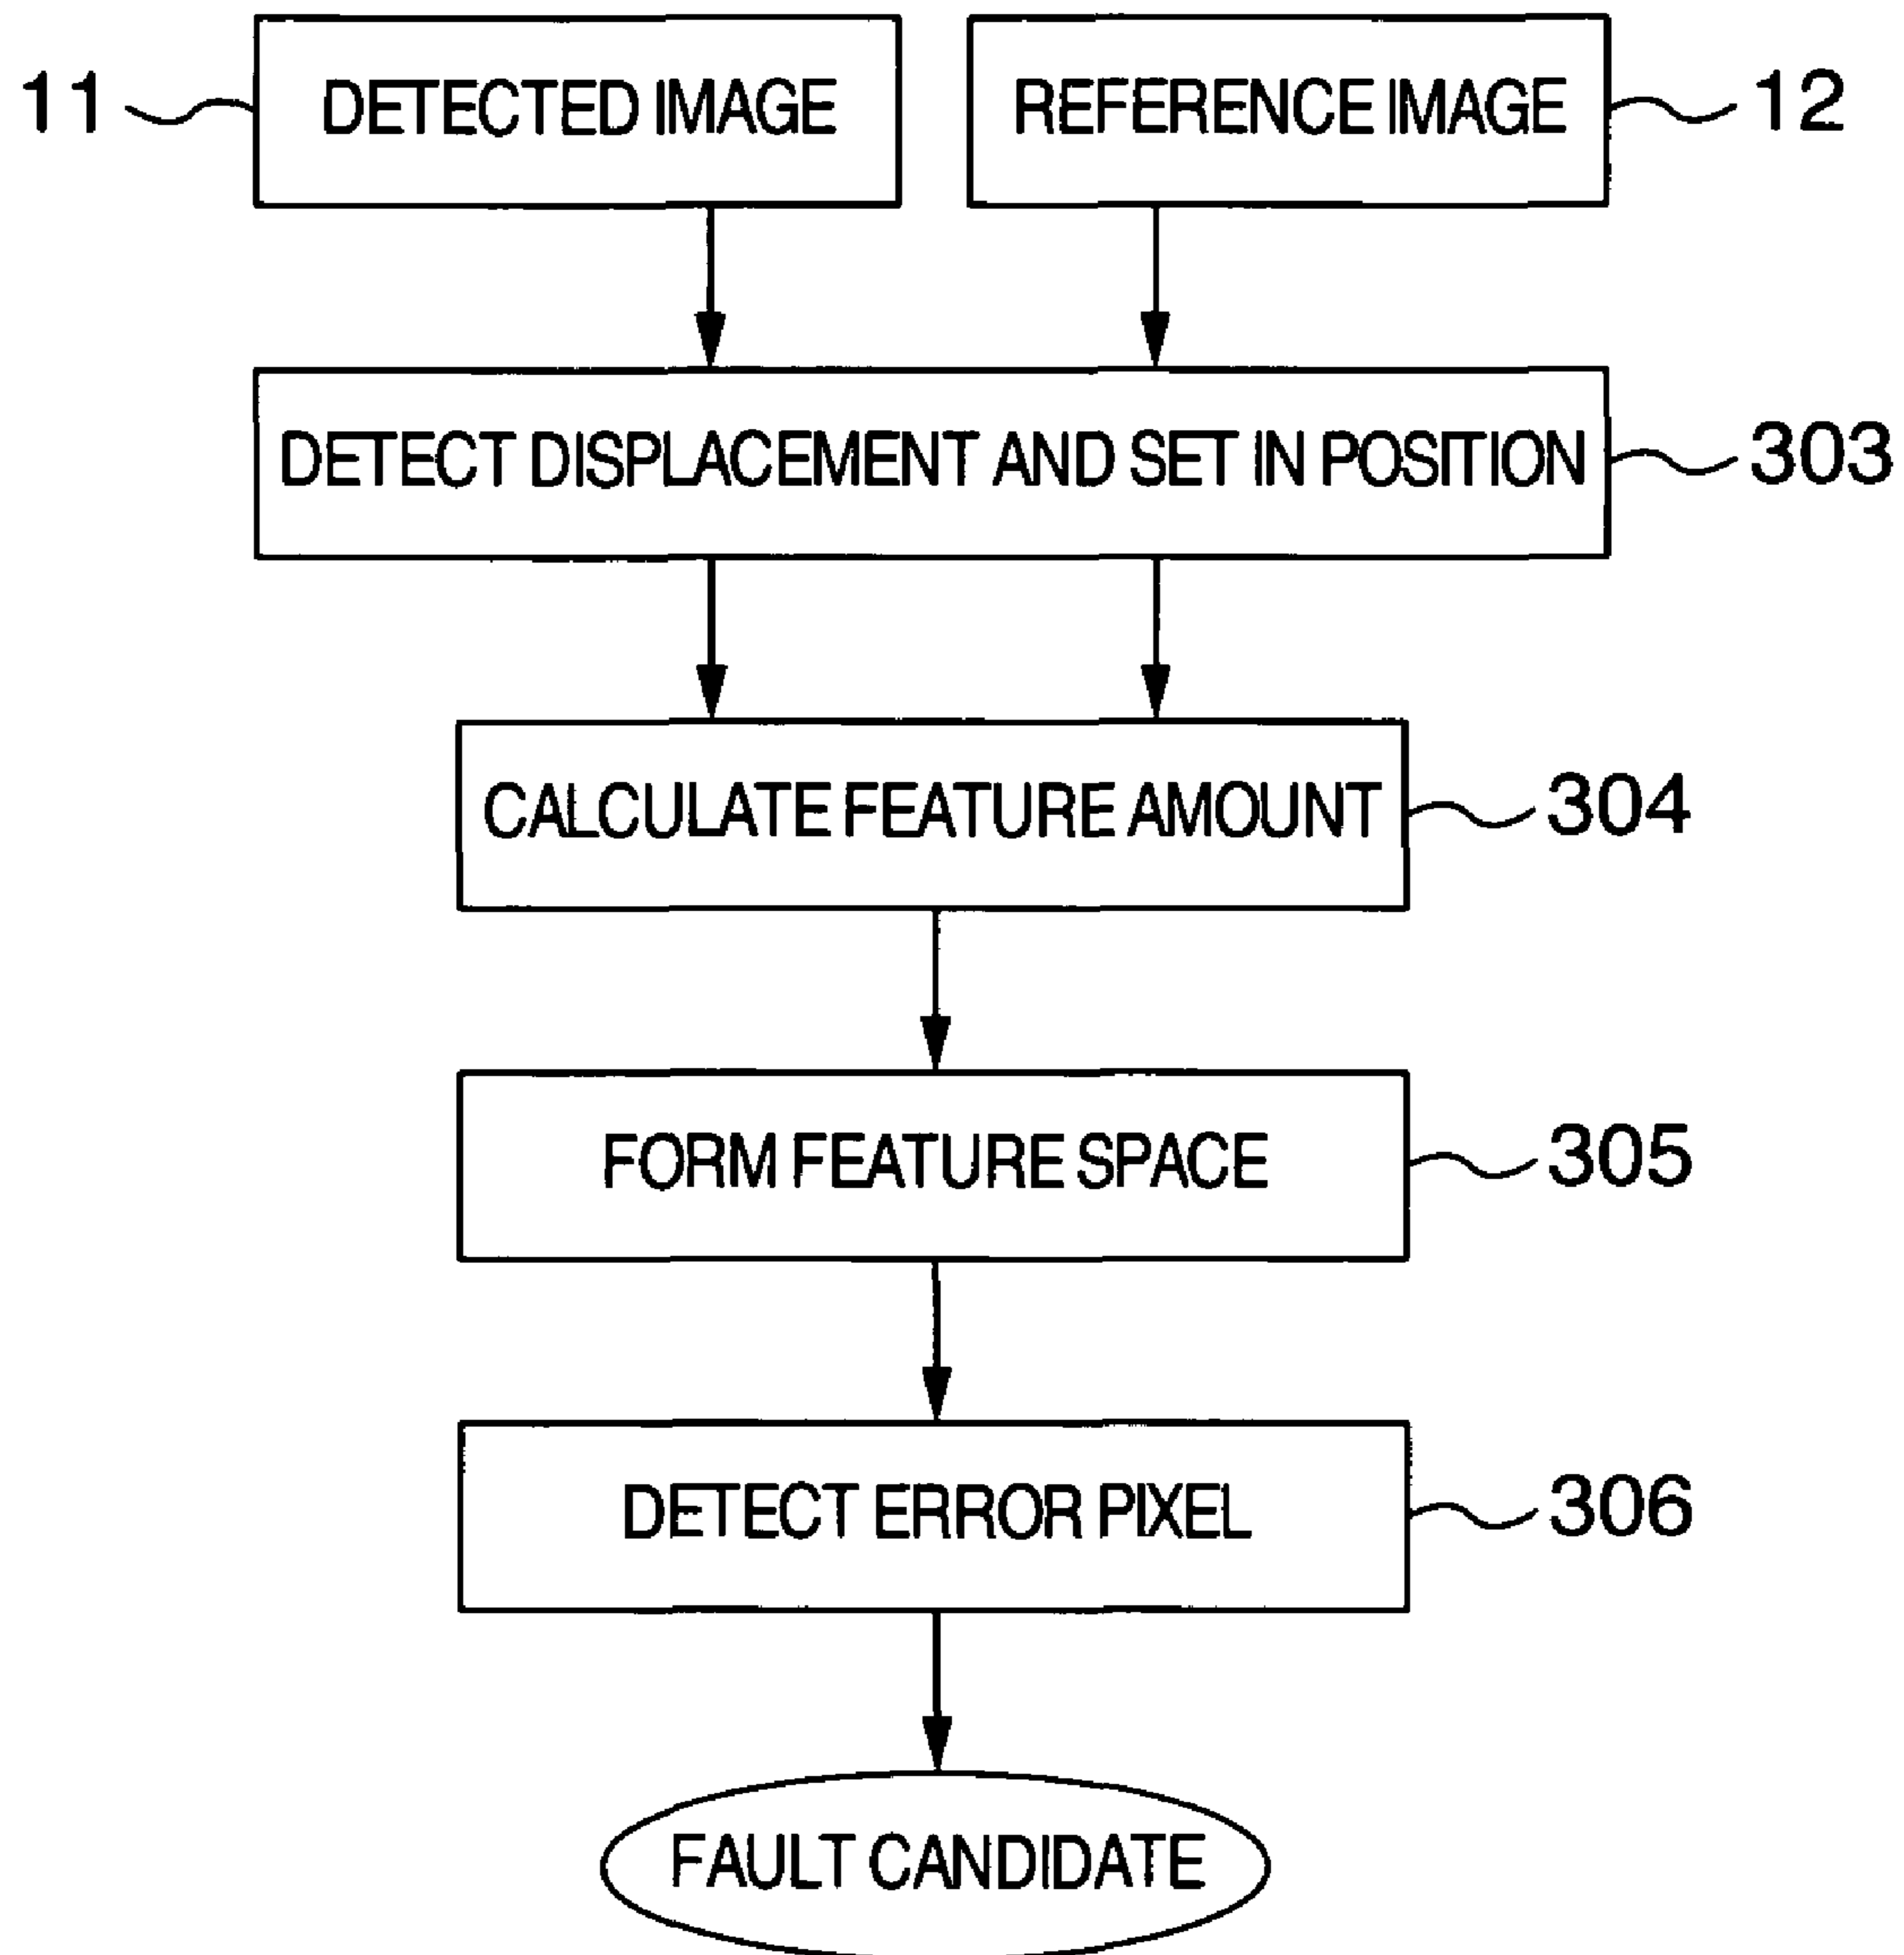 11
DETECTED IMAGE
REFERENCE IMAGE
12
DETECT DISPLACEMENT AND SET IN POSITION
303
CALCULATE FEATURE AMOUNT
304
FORM FEATURE SPACE
305
DETECT ERROR PIXEL
306
FAULT CANDIDATE